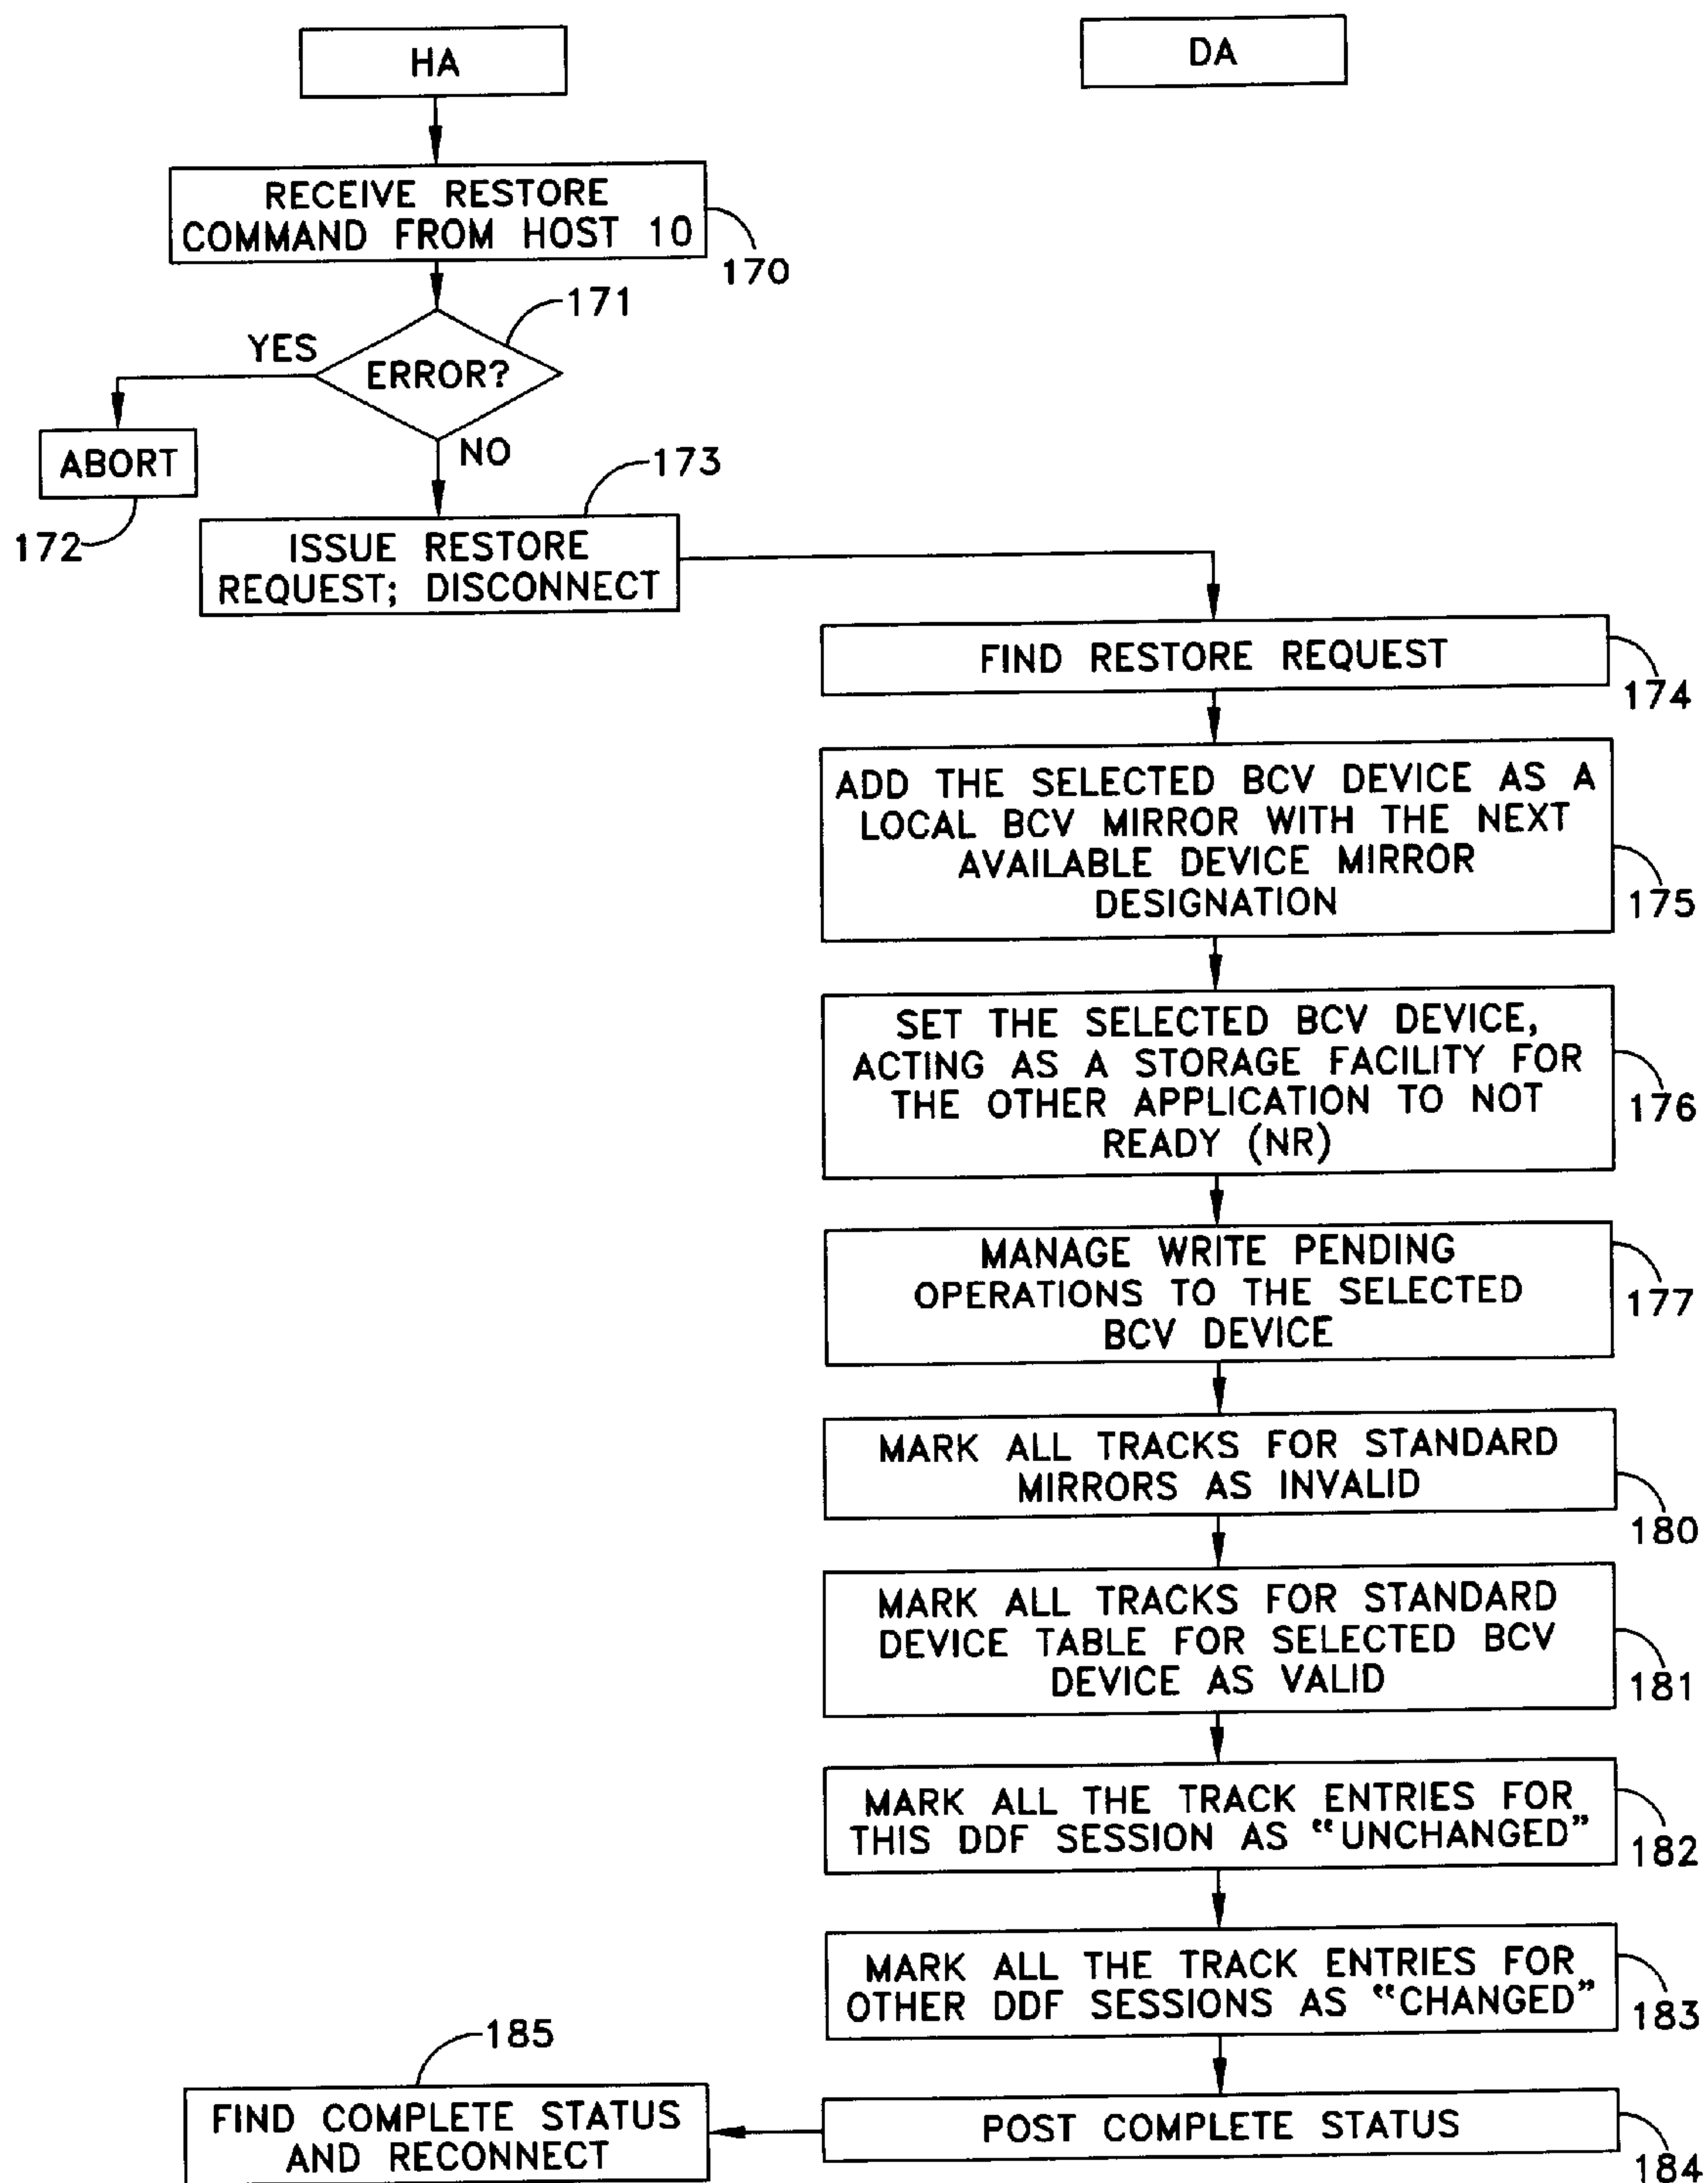 HA
DA
RECEIVE RESTORE
COMMAND FROM HOST 10
170
171
YES
ERROR?
ABORT
NO
172
173
ISSUE RESTORE
REQUEST; DISCONNECT
FIND RESTORE REQUEST
174
ADD THE SELECTED BCV DEVICE AS A
LOCAL BCV MIRROR WITH THE NEXT
AVAILABLE DEVICE MIRROR
DESIGNATION
175
SET THE SELECTED BCV DEVICE,
ACTING AS A STORAGE FACILITY FOR
THE OTHER APPLICATION TO NOT
READY (NR)
176
MANAGE WRITE PENDING
OPERATIONS TO THE SELECTED
BCV DEVICE
177
MARK ALL TRACKS FOR STANDARD
MIRRORS AS INVALID
180
MARK ALL TRACKS FOR STANDARD
DEVICE TABLE FOR SELECTED BCV
DEVICE AS VALID
181
MARK ALL THE TRACK ENTRIES FOR
THIS DDF SESSION AS “UNCHANGED”
182
MARK ALL THE TRACK ENTRIES FOR
OTHER DDF SESSIONS AS “CHANGED”
183
185
FIND COMPLETE STATUS
AND RECONNECT
POST COMPLETE STATUS
184